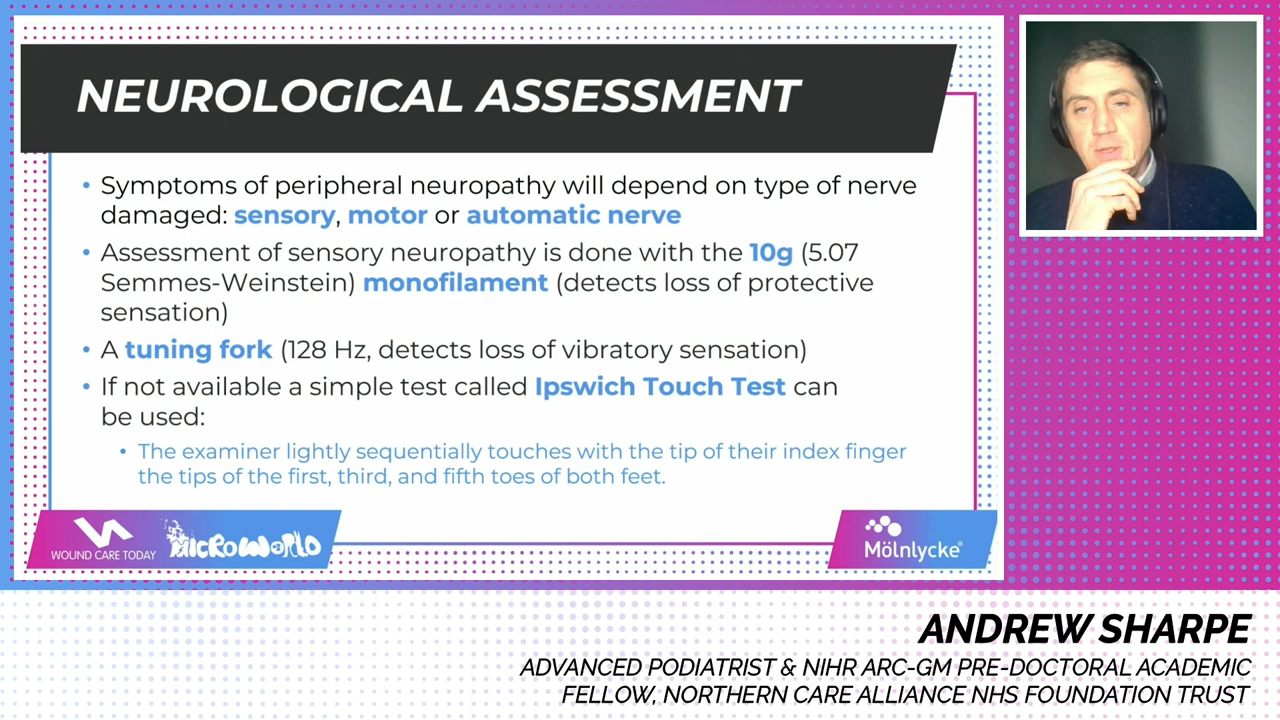 NEUROLOGICAL ASSESSMENT
• Symptoms of peripheral neuropathy will depend on type of nerve
damaged: sensory, motor or automatic nerve
• Assessment of sensory neuropathy is done with the 10g (5.07
Semmes-Weinstein) monofilament (detects loss of protective
sensation)
• A tuning fork (128 Hz, detects loss of vibratory sensation)
• If not available a simple test called Ipswich Touch Test can
be used:
• The examiner lightly sequentially touches with the tip of their index finger
the tips of the first, third, and fifth toes of both feet.
WOUND CARE TODAY
MICROWORLD
Mölnlycke®
ANDREW SHARPE
ADVANCED PODIATRIST & NIHR ARC-GM PRE-DOCTORAL ACADEMIC
FELLOW, NORTHERN CARE ALLIANCE NHS FOUNDATION TRUST